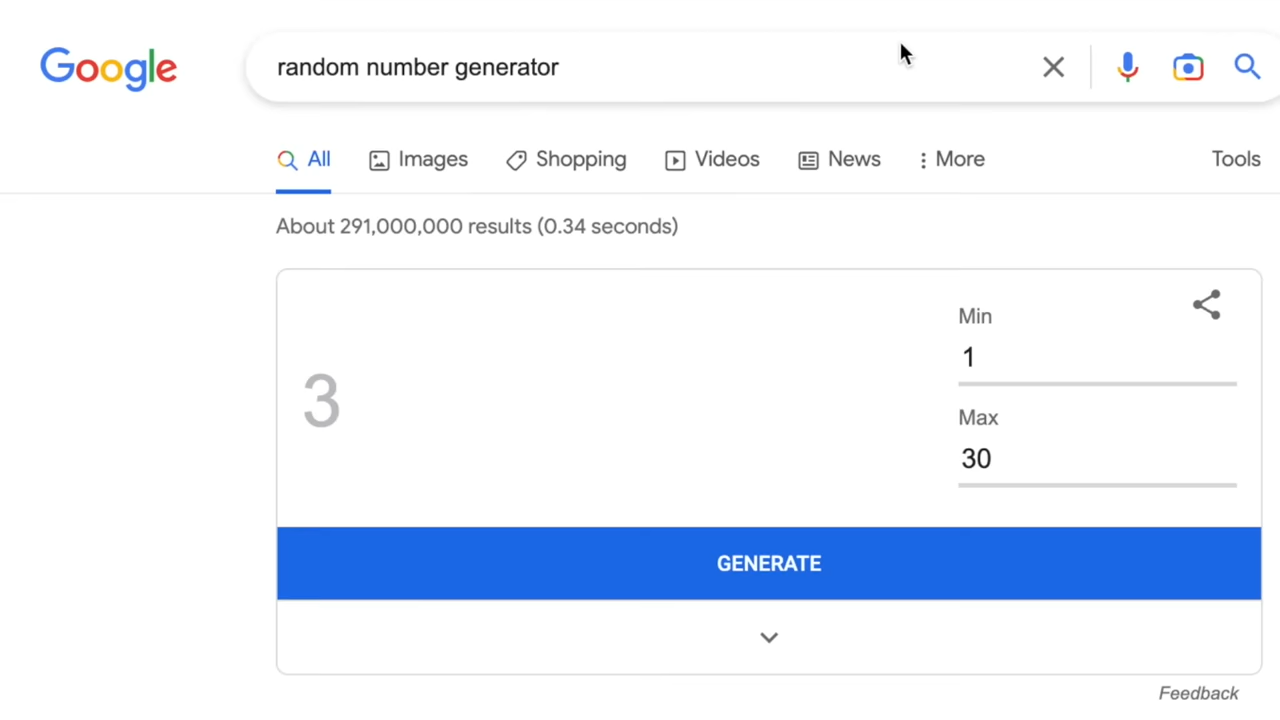 Google
random number generator
All Images Shopping Videos News More Tools
About 291,000,000 results (0.34 seconds)
Min
1
3
Max
30
GENERATE
Feedback